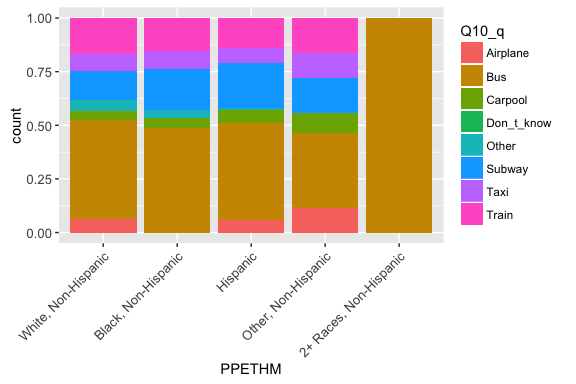 1.00
0.75
0.50
0.25
0.00
count
White, Non-Hispanic
Black, Non-Hispanic
Hispanic
Other, Non-Hispanic
2+ Races, Non-Hispanic
PPETHM
Q10_q
Airplane
Bus
Carpool
Don_t_know
Other
Subway
Taxi
Train